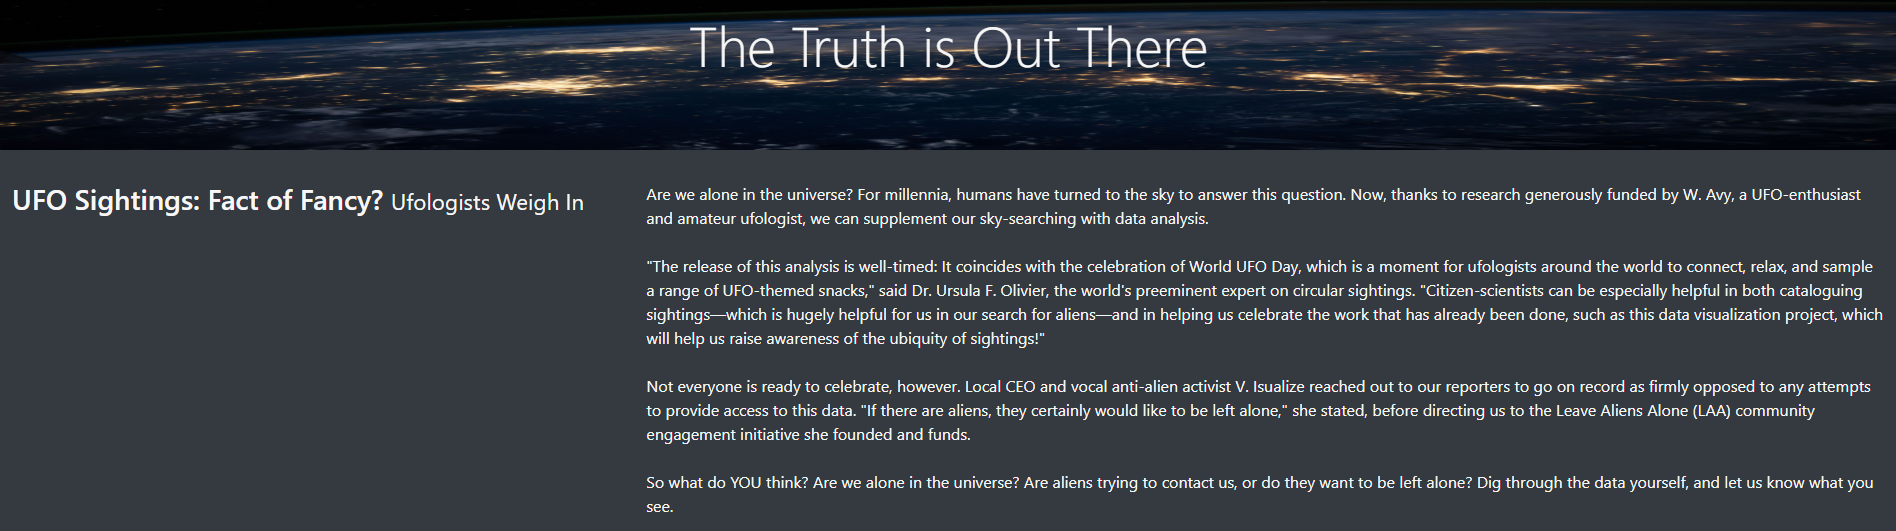 The Truth is Out There
UFO Sightings: Fact of Fancy? Ufologists Weigh In
Are we alone in the universe? For millennia, humans have turned to the sky to answer this question. Now, thanks to research generously funded by W. Avy, a UFO-enthusiast
and amateur ufologist, we can supplement our sky-searching with data analysis.
"The release of this analysis is well-timed: It coincides with the celebration of World UFO Day, which is a moment for ufologists around the world to connect, relax, and sample
a range of UFO-themed snacks," said Dr. Ursula F. Olivier, the world's preeminent expert on circular sightings. "Citizen-scientists can be especially helpful in both cataloguing
sightings—which is hugely helpful for us in our search for aliens—and in helping us celebrate the work that has already been done, such as this data visualization project, which
will help us raise awareness of the ubiquity of sightings!"
Not everyone is ready to celebrate, however. Local CEO and vocal anti-alien activist V. Isualize reached out to our reporters to go on record as firmly opposed to any attempts
to provide access to this data. "If there are aliens, they certainly would like to be left alone," she stated, before directing us to the Leave Aliens Alone (LAA) community
engagement initiative she founded and funds.
So what do YOU think? Are we alone in the universe? Are aliens trying to contact us, or do they want to be left alone? Dig through the data yourself, and let us know what you
see.